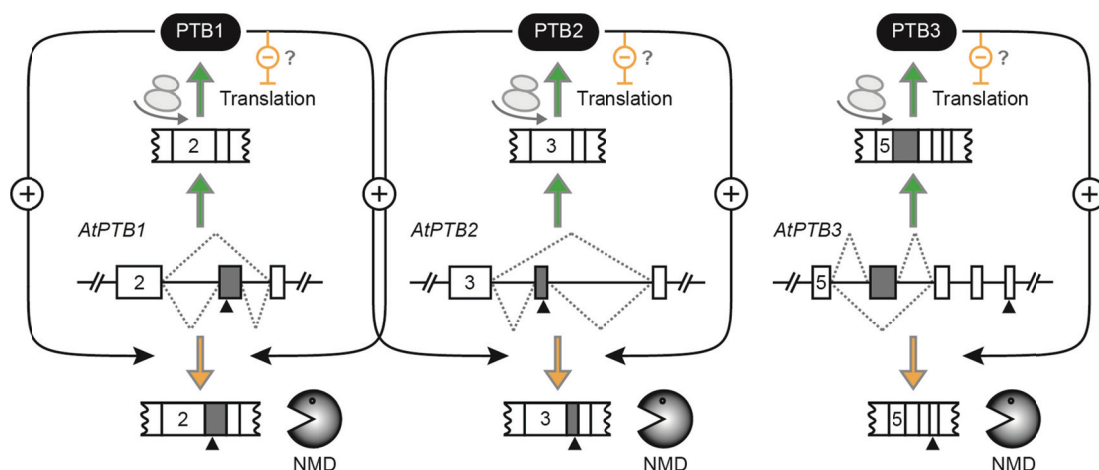 PTB1
PTB2
PTB3
− ?
− ?
− ?
Translation
Translation
Translation
2
3
5
+
+
+
+
AtPTB1
AtPTB2
AtPTB3
2
3
5
2
3
5
NMD
NMD
NMD